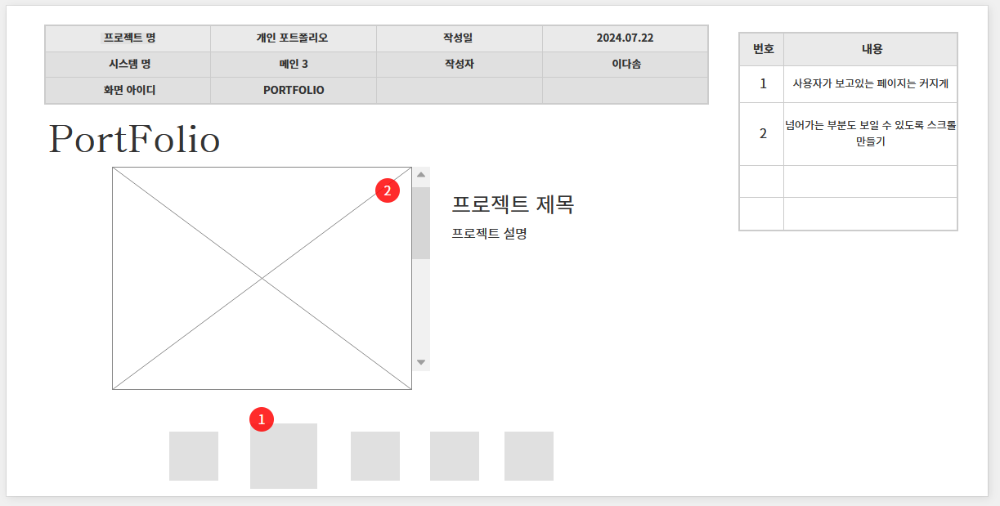 프로젝트 명 개인 포트폴리오 작성일 2024.07.22
시스템 명 메인 3 작성자 이다솜
화면 아이디 PORTFOLIO
번호 내용
1 사용자가 보고있는 페이지는 커지게
2 넘어가는 부분도 보일 수 있도록 스크롤
만들기
PortFolio
2
프로젝트 제목
프로젝트 설명
1